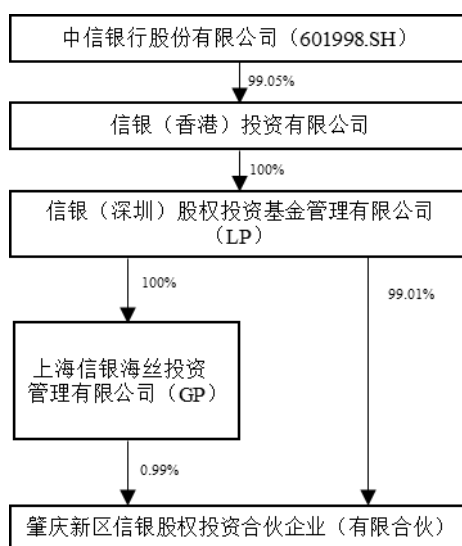 中信银行股份有限公司（601998.SH）
99.05%
信银（香港）投资有限公司
100%
信银（深圳）股权投资基金管理有限公司
（LP）
100%
99.01%
上海信银海丝投资
管理有限公司（GP）
0.99%
肇庆新区信银股权投资合伙企业（有限合伙）